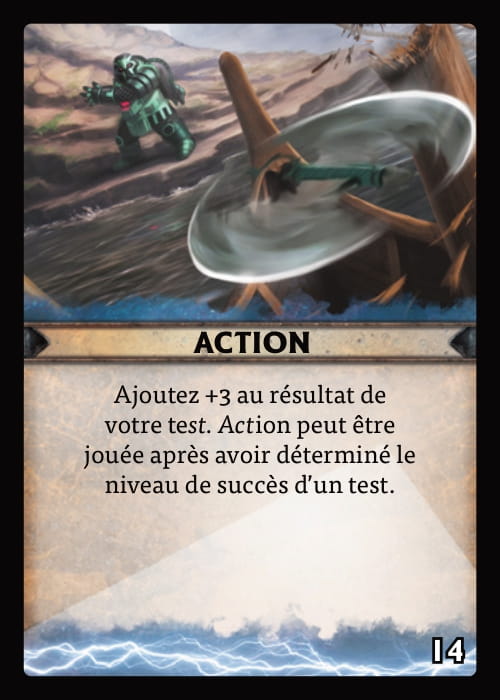 ACTION
Ajoutez +3 au résultat de
votre test. Action peut être
jouée après avoir déterminé le
niveau de succès d'un test.
14